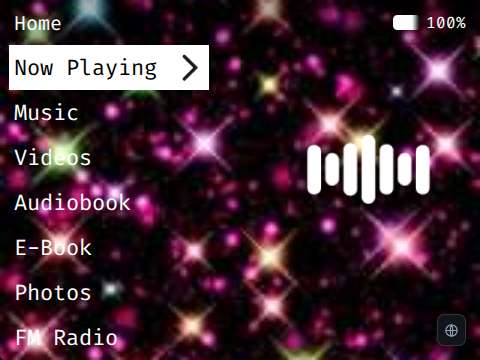 Home
100%
Now Playing
Music
Videos
Audiobook
E-Book
Photos
FM Radio